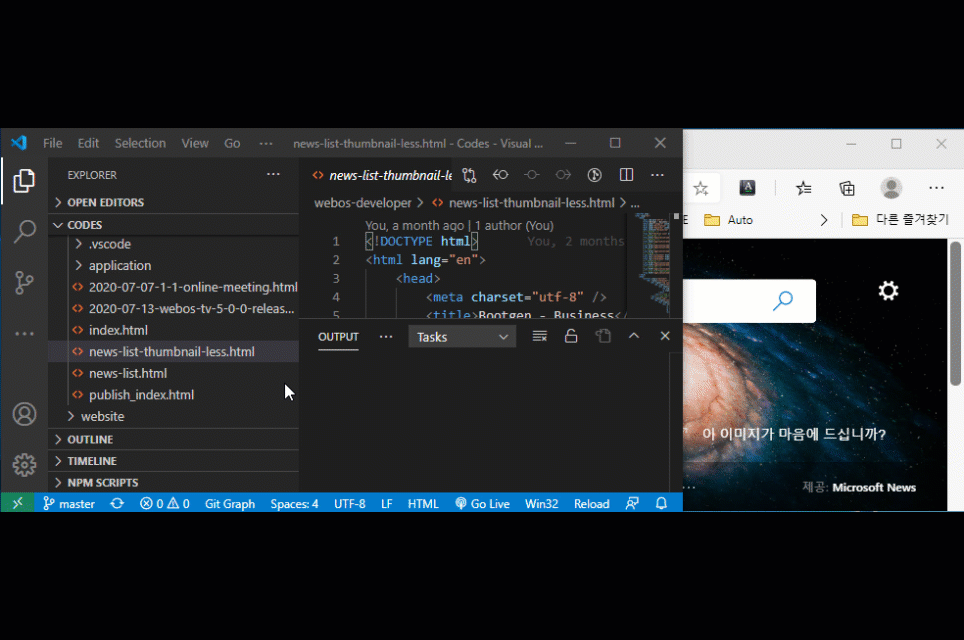 File Edit Selection View Go ··· news-list-thumbnail-less.html - Codes - Visual ...
EXPLORER ···
OPEN EDITORS
CODES
.vscode
application
2020-07-07-1-1-online-meeting.html
2020-07-13-webos-tv-5-0-0-releas...
index.html
news-list-thumbnail-less.html
news-list.html
publish_index.html
website
OUTLINE
TIMELINE
NPM SCRIPTS
news-list-thumbnail-le
webos-developer > news-list-thumbnail-less.html > ...
You, a month ago | 1 author (You)
1 <!DOCTYPE html> You, 2 months
2 <html lang="en">
3 <head>
4 <meta charset="utf-8" />
5 <title>Bootgen - Business</
OUTPUT ··· Tasks
master 0 0 Git Graph Spaces: 4 UTF-8 LF HTML Go Live Win32 Reload
E Auto 다른 즐겨찾기
이 이미지가 마음에 드십니까?
제공: Microsoft News